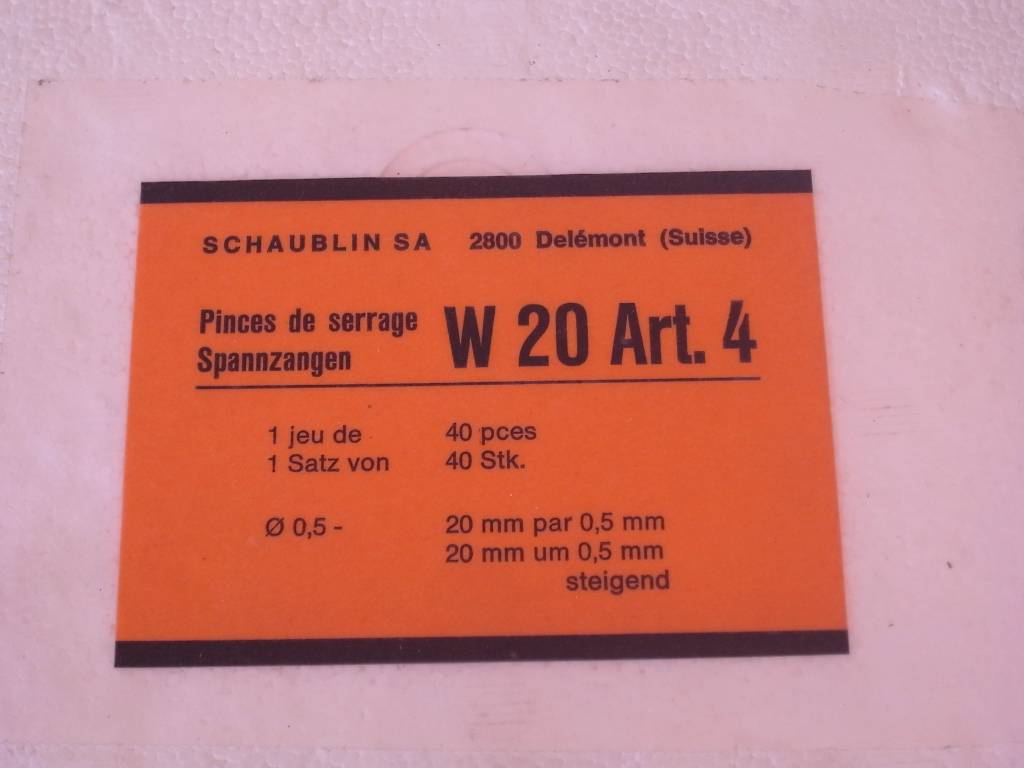 SCHAUBLIN SA 2800 Delémont (Suisse)
Pinces de serrage W 20 Art. 4
Spannzangen
1 jeu de 40 pces
1 Satz von 40 Stk.
Ø 0,5 - 20 mm par 0,5 mm
20 mm um 0,5 mm
steigend